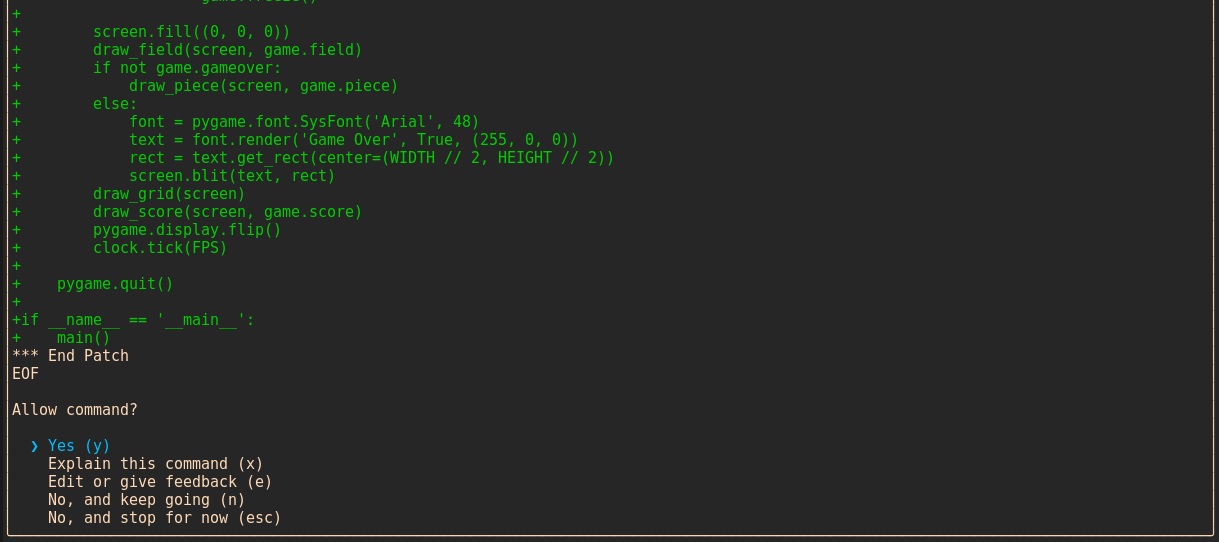 +
+        screen.fill((0, 0, 0))
+        draw_field(screen, game.field)
+        if not game.gameover:
+            draw_piece(screen, game.piece)
+        else:
+            font = pygame.font.SysFont('Arial', 48)
+            text = font.render('Game Over', True, (255, 0, 0))
+            rect = text.get_rect(center=(WIDTH // 2, HEIGHT // 2))
+            screen.blit(text, rect)
+        draw_grid(screen)
+        draw_score(screen, game.score)
+        pygame.display.flip()
+        clock.tick(FPS)
+
+    pygame.quit()
+
+if __name__ == '__main__':
+    main()
*** End Patch
EOF
Allow command?
❯ Yes (y)
Explain this command (x)
Edit or give feedback (e)
No, and keep going (n)
No, and stop for now (esc)